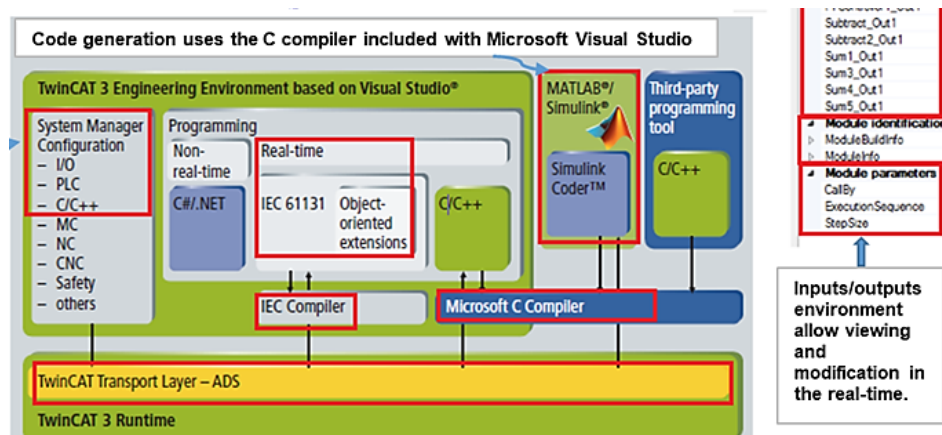 Code generation uses the C compiler included with Microsoft Visual Studio
TwinCAT 3 Engineering Environment based on Visual Studio®
System Manager
Configuration
– I/O
– PLC
– C/C++
– MC
– NC
– CNC
– Safety
– others
Programming
Non-
real-time
C#/.NET
Real-time
IEC 61131
Object-
oriented
extensions
C/C++
IEC Compiler
MATLAB®/
Simulink®
Simulink
Coder™
Third-party
programming
tool
C/C++
Microsoft C Compiler
TwinCAT Transport Layer – ADS
TwinCAT 3 Runtime
Subtract_Out1
Subtract2_Out1
Sum1_Out1
Sum3_Out1
Sum4_Out1
Sum5_Out1
Module identification
ModuleBuildInfo
ModuleInfo
Module parameters
CallBy
ExecutionSequence
StepSize
Inputs/outputs
environment
allow viewing
and
modification in
the real-time.